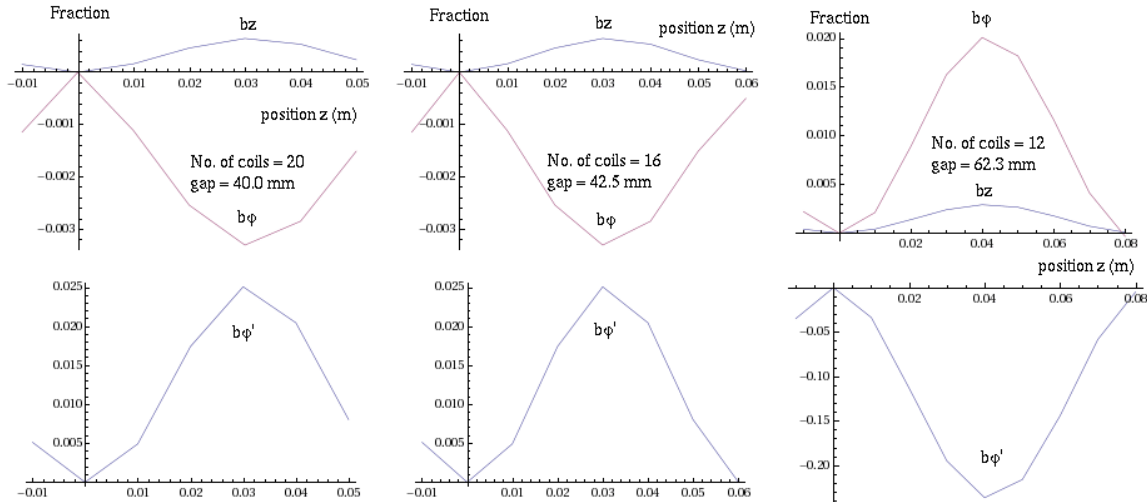 Fraction
bz
-0.01
0.01
0.02
0.03
0.04
0.05
position z (m)
-0.001
-0.002
-0.003
No. of coils = 20
gap = 40.0 mm
bφ
Fraction
bz
position z (m)
-0.01
0.01
0.02
0.03
0.04
0.05
0.06
-0.001
-0.002
-0.003
No. of coils = 16
gap = 42.5 mm
bφ
Fraction
bφ
0.020
0.015
0.010
0.005
No. of coils = 12
gap = 62.3 mm
bz
0.02
0.04
0.06
0.08
position z (m)
0.025
0.020
0.015
0.010
0.005
bφ'
-0.01
0.01
0.02
0.03
0.04
0.05
0.025
0.020
0.015
0.010
0.005
bφ'
-0.01
0.01
0.02
0.03
0.04
0.05
0.06
0.02
0.04
0.06
0.08
-0.05
-0.10
-0.15
-0.20
bφ'